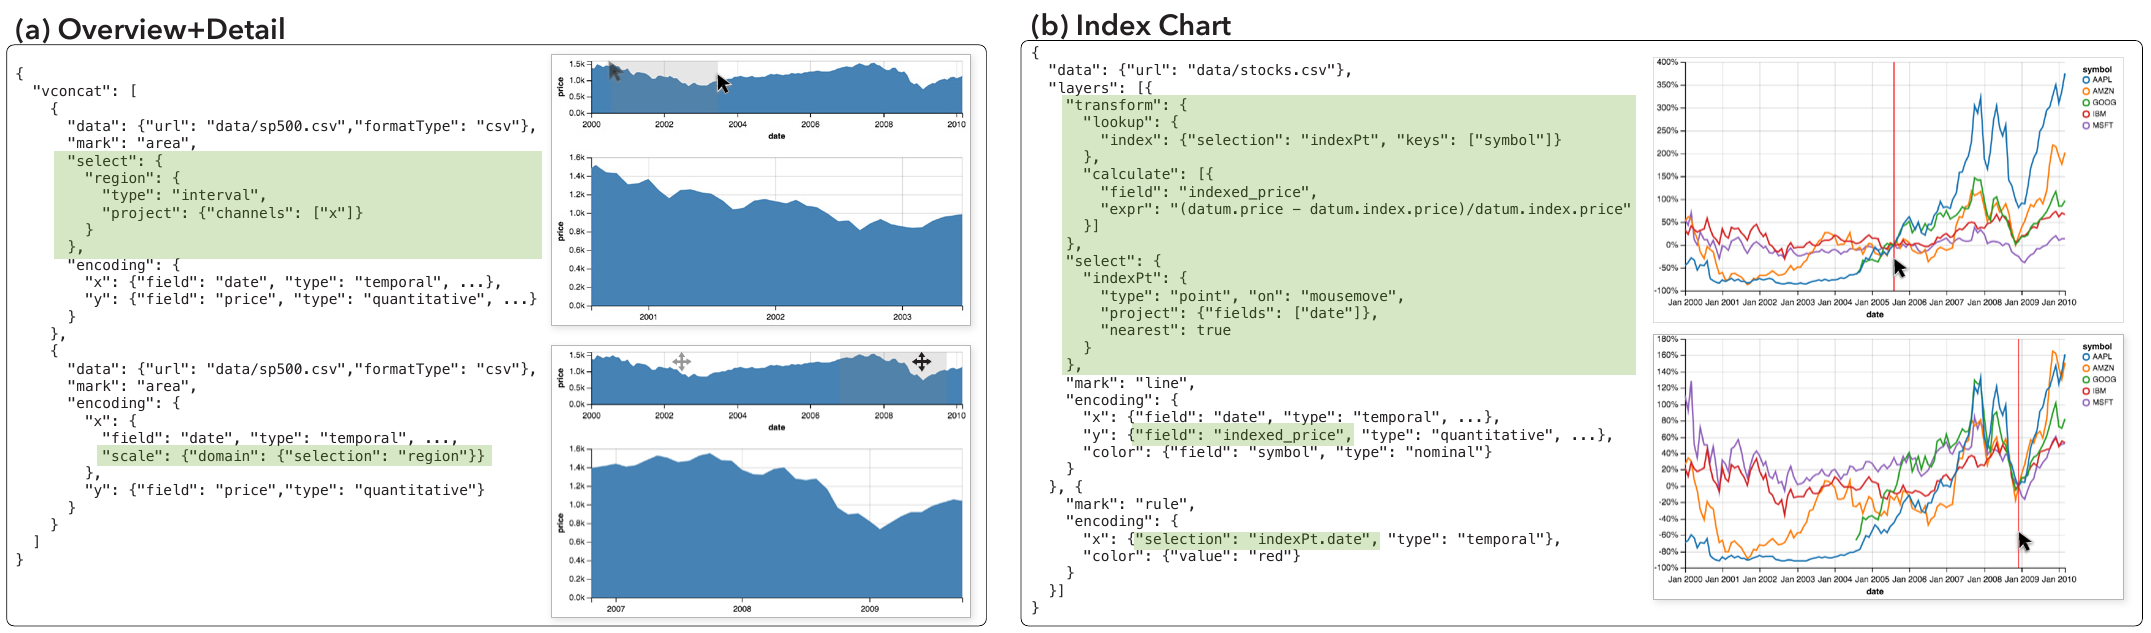 (a) Overview+Detail
{
"vconcat": [
{
"data": {"url": "data/sp500.csv","formatType": "csv"},
"mark": "area",
"select": {
"region": {
"type": "interval",
"project": {"channels": ["x"]}
}
},
"encoding": {
"x": {"field": "date", "type": "temporal", ...},
"y": {"field": "price", "type": "quantitative", ...}
}
},
{
"data": {"url": "data/sp500.csv","formatType": "csv"},
"mark": "area",
"encoding": {
"x": {
"field": "date", "type": "temporal", ...,
"scale": {"domain": {"selection": "region"}}
},
"y": {"field": "price","type": "quantitative"}
}
}
]
}
1.5k
1.0k
0.5k
0.0k
price
2000 2002 2004 2006 2008 2010
date
1.6k
1.4k
1.2k
1.0k
0.8k
0.6k
0.4k
0.2k
0.0k
price
2001 2002 2003
1.5k
1.0k
0.5k
0.0k
price
2000 2002 2004 2006 2008 2010
date
1.6k
1.4k
1.2k
1.0k
0.8k
0.6k
0.4k
0.2k
0.0k
price
2007 2008 2009
(b) Index Chart
{
"data": {"url": "data/stocks.csv"},
"layers": [{
"transform": {
"lookup": {
"index": {"selection": "indexPt", "keys": ["symbol"]}
},
"calculate": [{
"field": "indexed_price",
"expr": "(datum.price – datum.index.price)/datum.index.price"
}]
},
"select": {
"indexPt": {
"type": "point", "on": "mousemove",
"project": {"fields": ["date"]},
"nearest": true
}
},
"mark": "line",
"encoding": {
"x": {"field": "date", "type": "temporal", ...},
"y": {"field": "indexed_price", "type": "quantitative", ...},
"color": {"field": "symbol", "type": "nominal"}
}
}, {
"mark": "rule",
"encoding": {
"x": {"selection": "indexPt.date", "type": "temporal"},
"color": {"value": "red"}
}
}]
}
400%
350%
300%
250%
200%
150%
100%
50%
0%
-50%
-100%
Jan 2000 Jan 2001 Jan 2002 Jan 2003 Jan 2004 Jan 2005 Jan 2006 Jan 2007 Jan 2008 Jan 2009 Jan 2010
date
symbol
AAPL
AMZN
GOOG
IBM
MSFT
180%
160%
140%
120%
100%
80%
60%
40%
20%
0%
-20%
-40%
-60%
-80%
-100%
Jan 2000 Jan 2001 Jan 2002 Jan 2003 Jan 2004 Jan 2005 Jan 2006 Jan 2007 Jan 2008 Jan 2009 Jan 2010
date
symbol
AAPL
AMZN
GOOG
IBM
MSFT